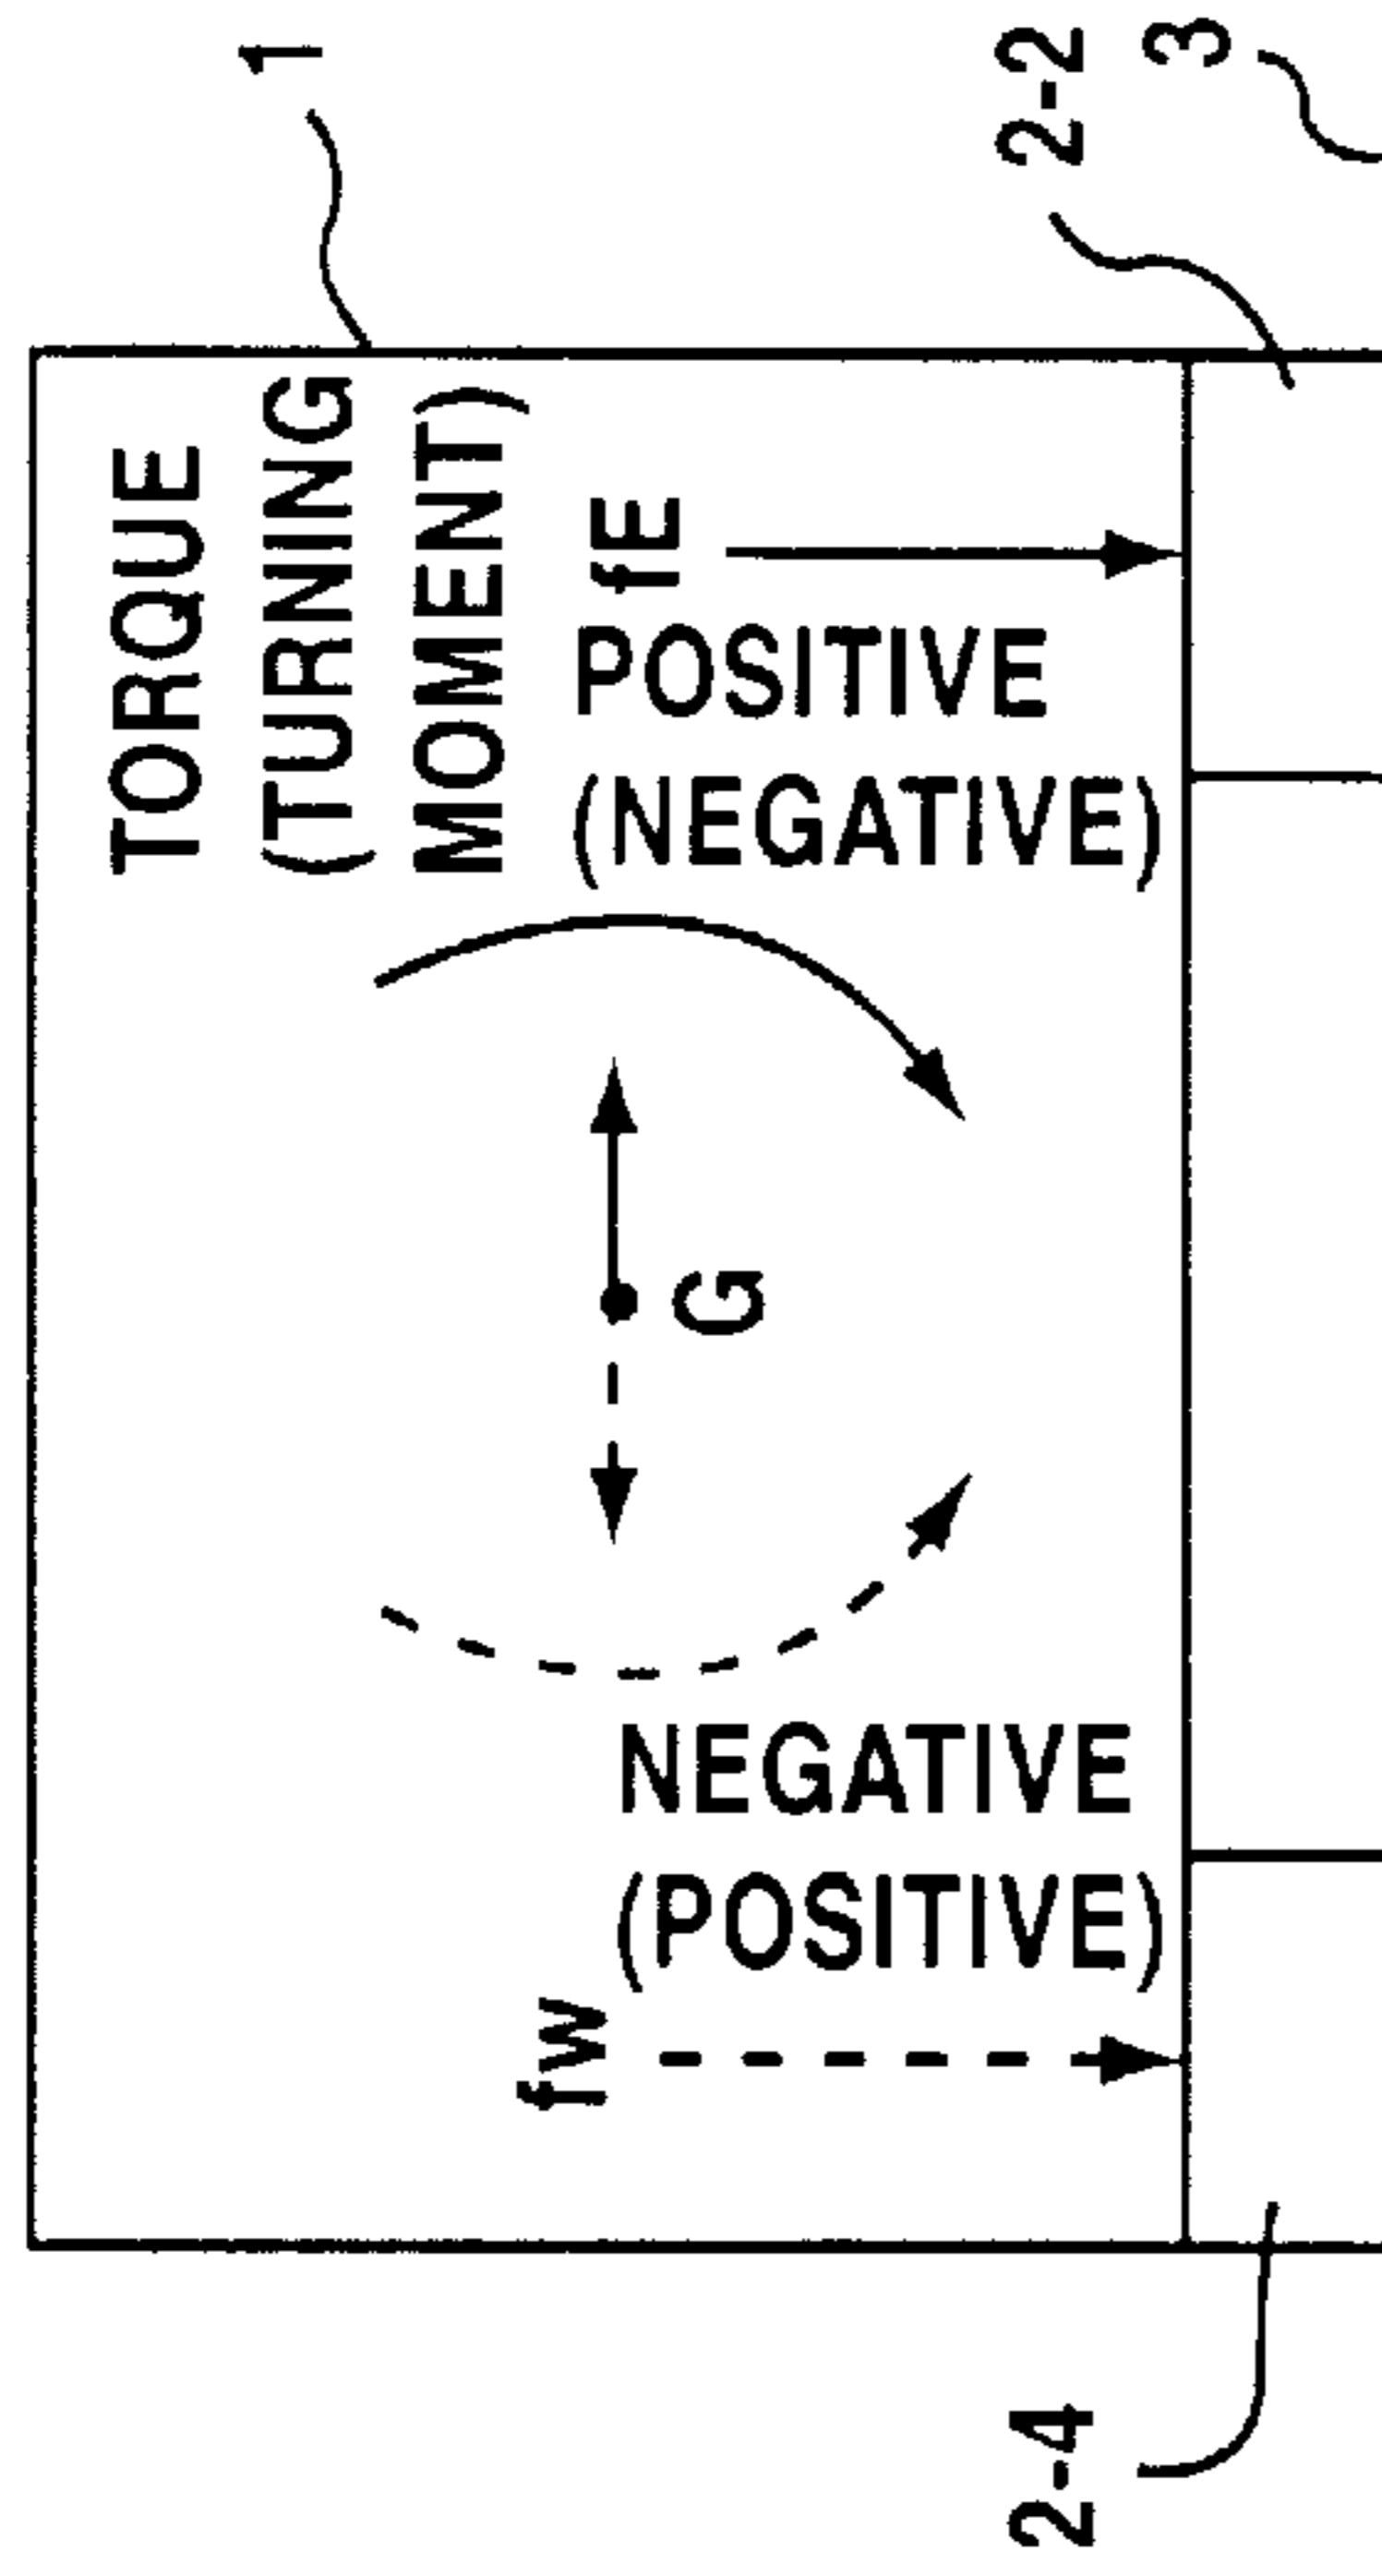 1
TORQUE
(TURNING
MOMENT)
fE
POSITIVE
(NEGATIVE)
G
NEGATIVE
(POSITIVE)
fw
2-2
3
2-4